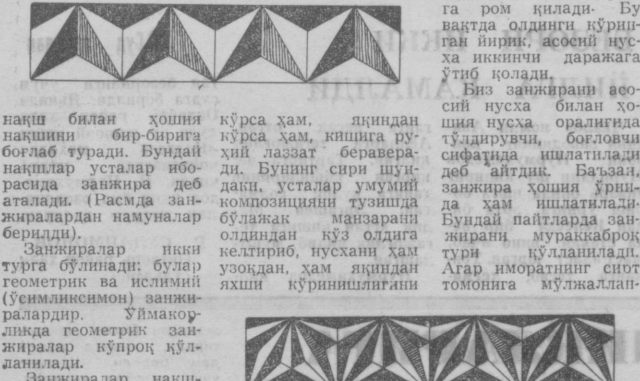 нақш билан ҳошия
нақшини бир-бирига
боғлаб туради. Бундай
нақшлар усталар ибо-
расида занжира деб
аталади. (Расмда зан-
жиралардан намуналар
берилди).
Занжиралар икки
турга бўлинади: булар
геометрик ва ислимий
(ўсимликсимон) занжи-
ралардир. Уймакор-
ликда геометрик зан-
жиралар кўпроқ қўл-
ланилади.
Занжиралар нақш-
кўрса ҳам, яқиндан
кўрса ҳам, кишига ру-
ҳий лаззат беравера-
ди. Бунинг сири шун-
даки, усталар умумий
композицияни тузишда
бўлажак манзарани
олдиндан кўз олдига
келтириб, нусхани ҳам
узоқдан, ҳам яқиндан
яхши кўринишлигини
га ром қилади. Бу
вақтда олдинги кўрин-
ган йирик, асосий нус-
ха иккинчи даражага
ўтиб қолади.
Биз занжирани асо-
сий нусха билан ҳо-
шия нусха оралиғида
тўлдирувчи, боғловчи
сифатида ишлатилади
деб айтдик. Баъзан,
занжира ҳошия ўрни-
да ҳам ишлатилади.
Бундай пайтларда зан-
жирани мураккаброқ
тури қўлланилади.
Агар иморатнинг сиот
томонига мўлжаллан-